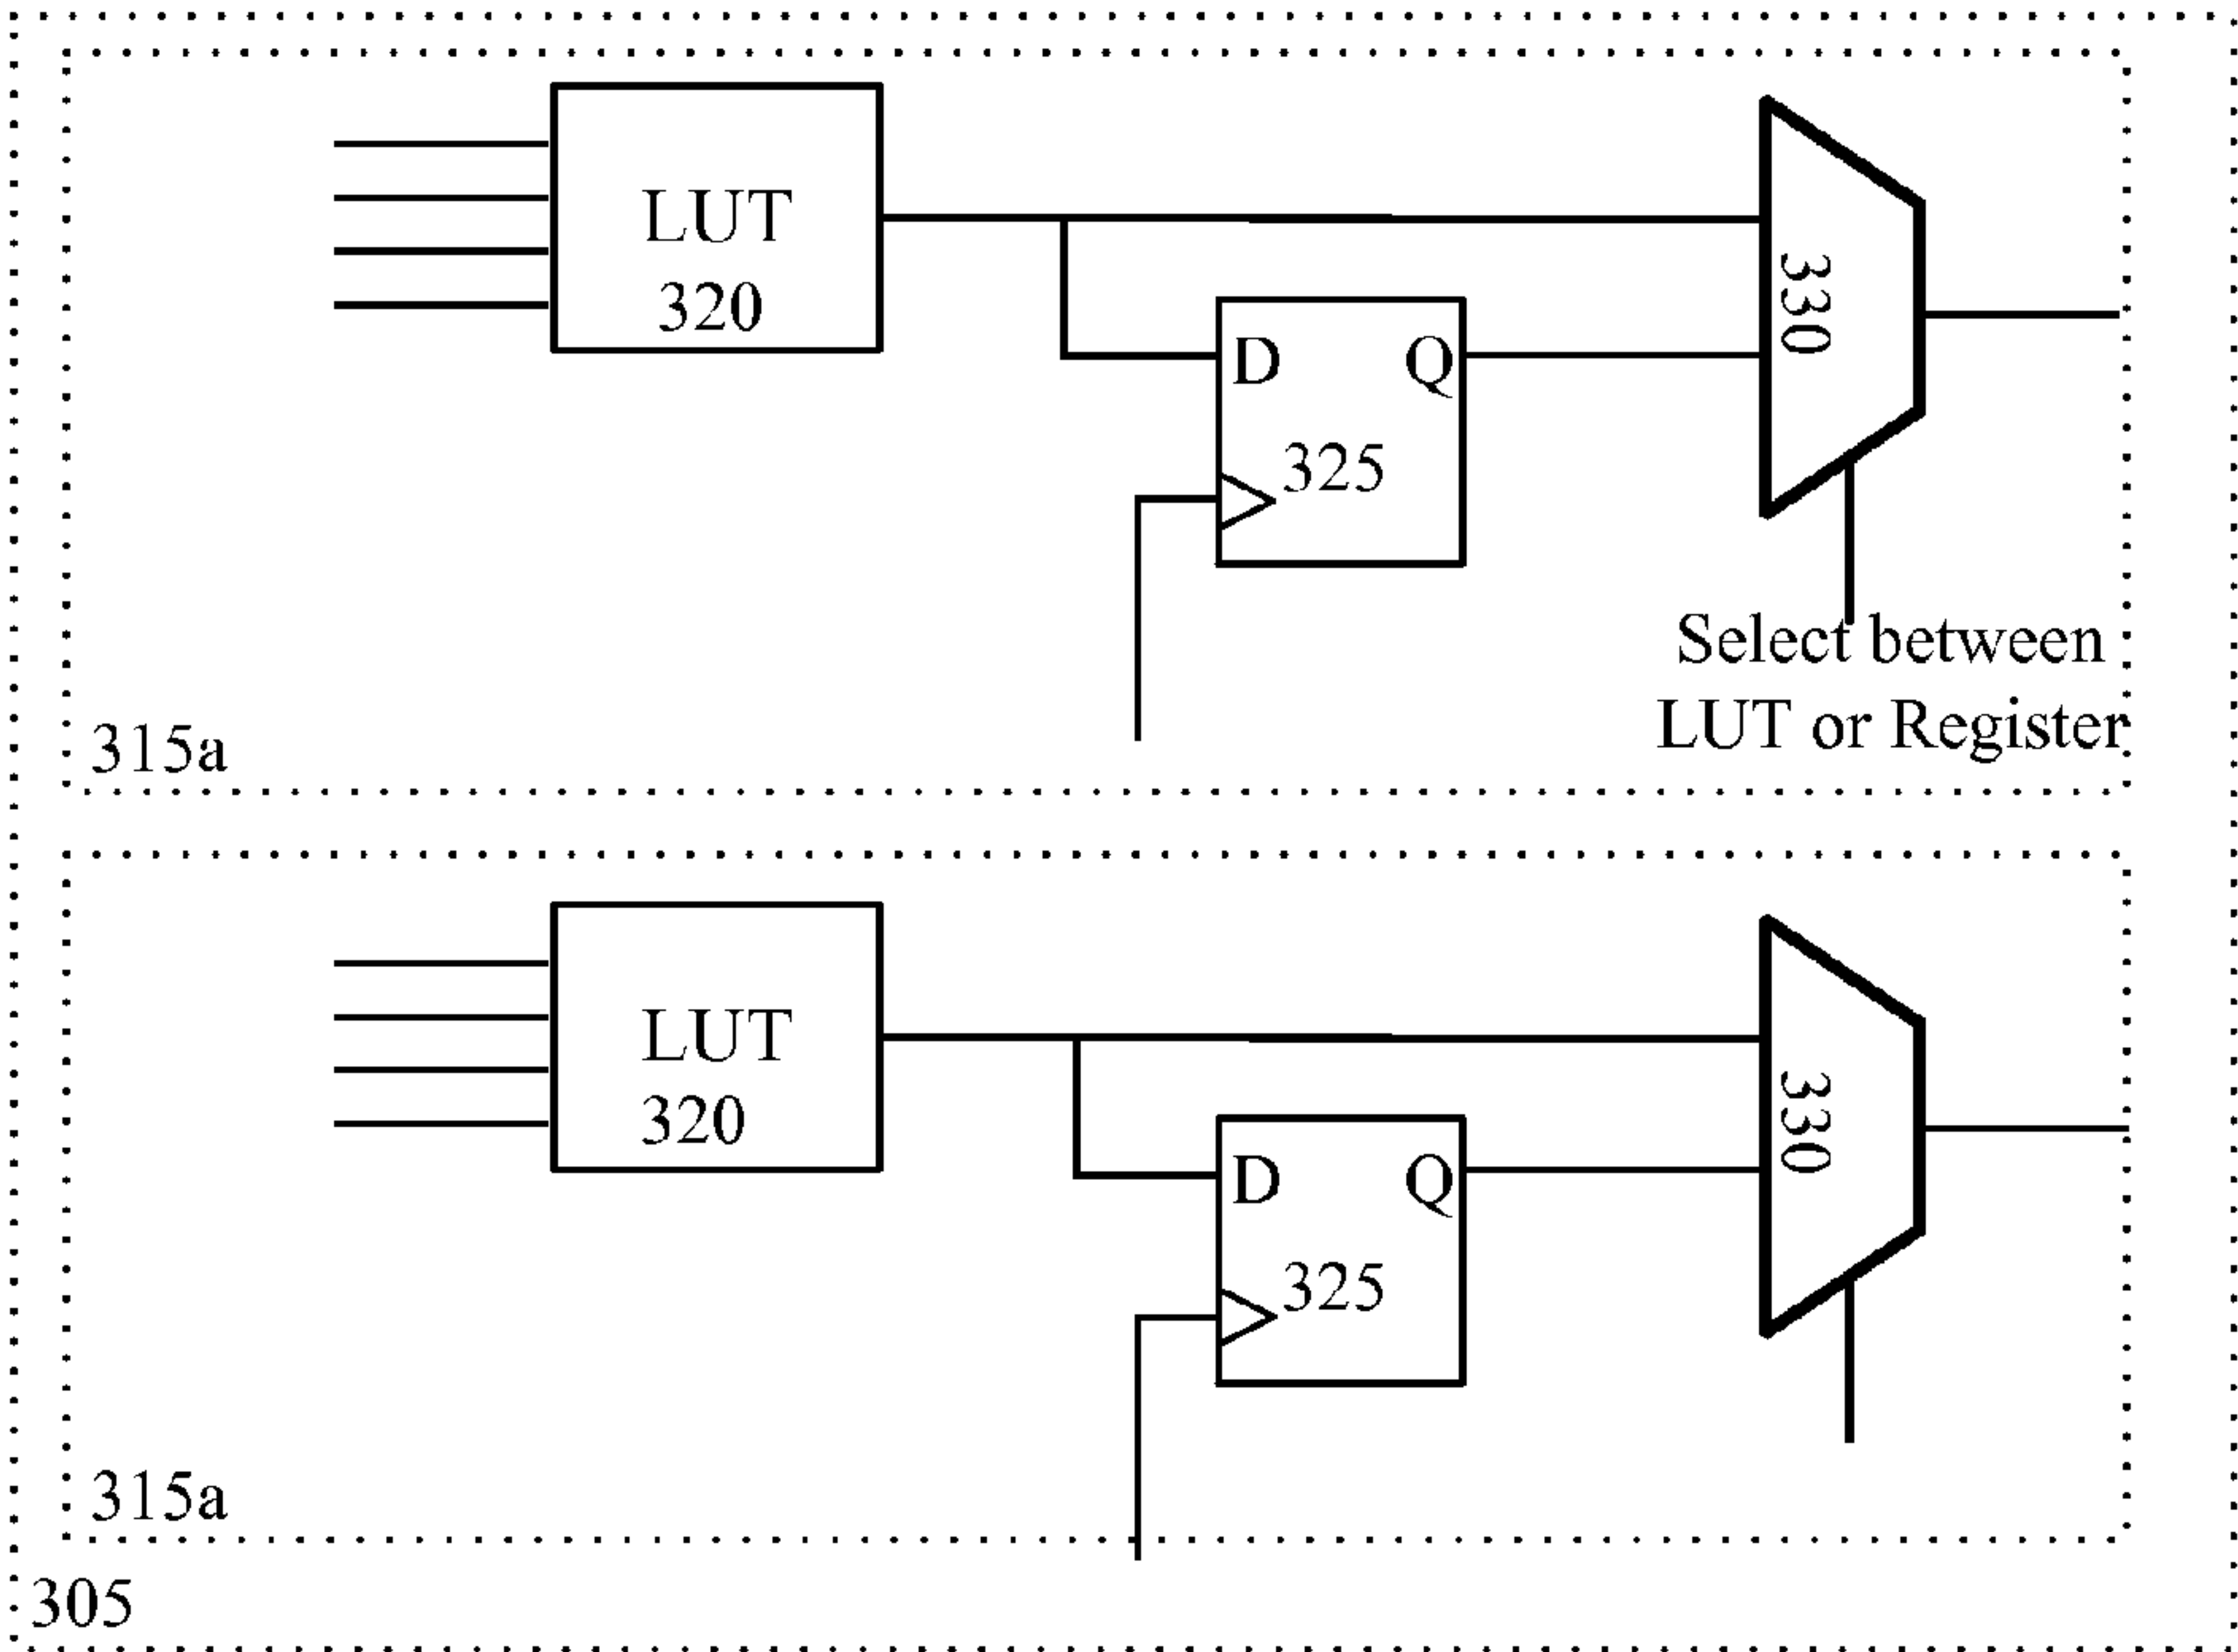 LUT
320
330
D Q
325
Select between
LUT or Register
315a
LUT
320
330
D Q
325
315a
305